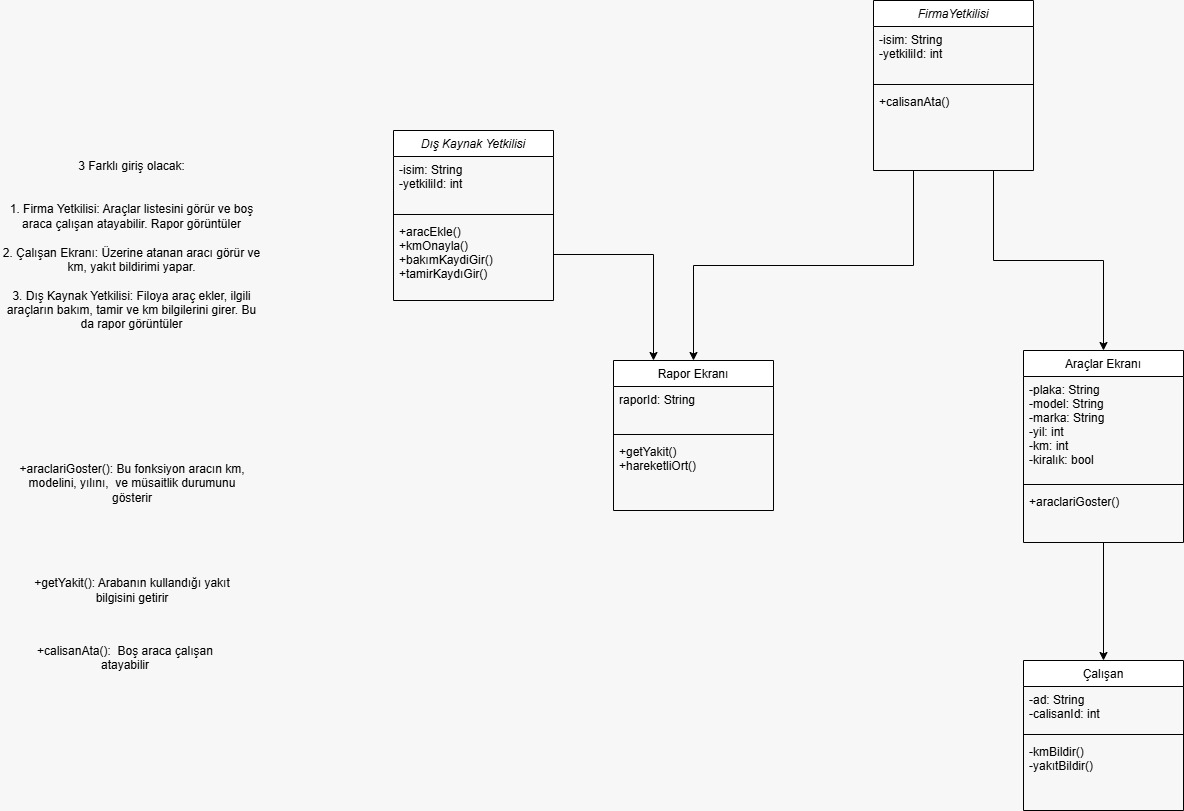 FirmaYetkilisi
-isim: String
-yetkiliId: int
+calisanAta()
Dış Kaynak Yetkilisi
-isim: String
-yetkiliId: int
+aracEkle()
+kmOnayla()
+bakımKaydiGir()
+tamirKaydıGir()
3 Farklı giriş olacak:
1. Firma Yetkilisi: Araçlar listesini görür ve boş
araca çalışan atayabilir. Rapor görüntüler
2. Çalışan Ekranı: Üzerine atanan aracı görür ve
km, yakıt bildirimi yapar.
3. Dış Kaynak Yetkilisi: Filoya araç ekler, ilgili
araçların bakım, tamir ve km bilgilerini girer. Bu
da rapor görüntüler
Rapor Ekranı
raporId: String
+getYakit()
+hareketliOrt()
Araçlar Ekranı
-plaka: String
-model: String
-marka: String
-yil: int
-km: int
-kiralık: bool
+araclariGoster()
+araclariGoster(): Bu fonksiyon aracın km,
modelini, yılını,  ve müsaitlik durumunu
gösterir
+getYakit(): Arabanın kullandığı yakıt
bilgisini getirir
+calisanAta():  Boş araca çalışan
atayabilir
Çalışan
-ad: String
-calisanId: int
-kmBildir()
-yakıtBildir()